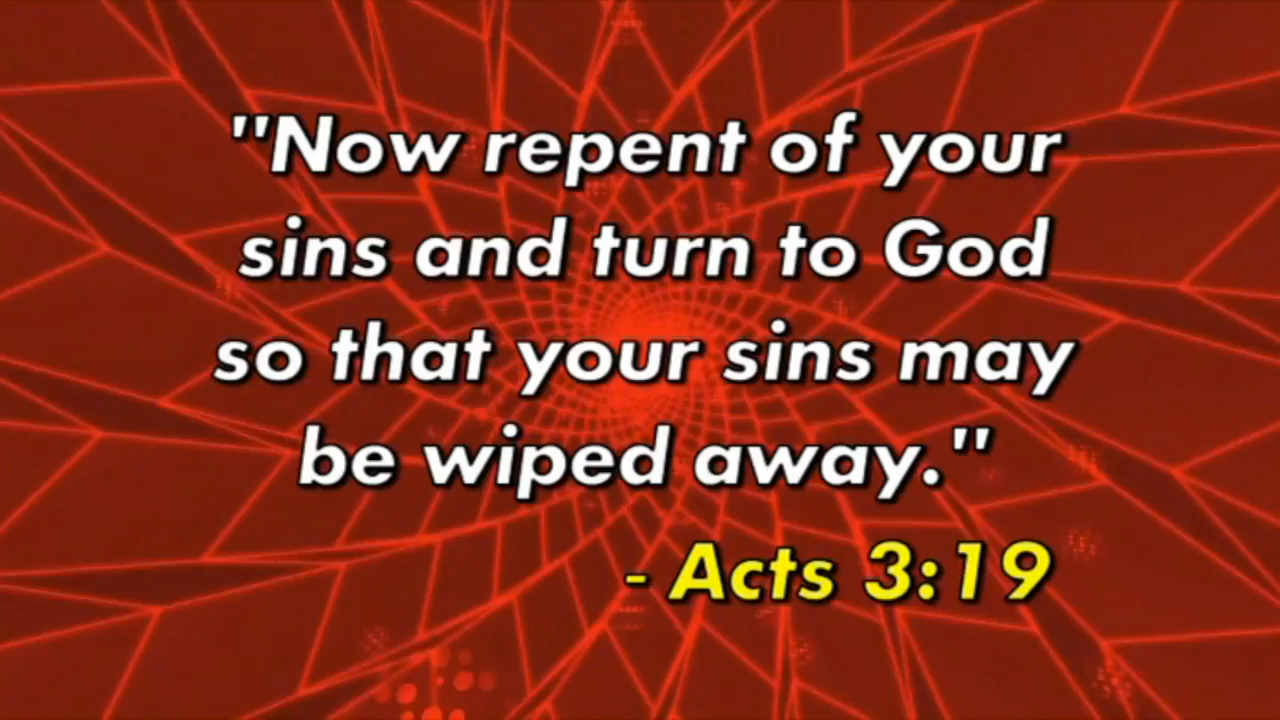 "Now repent of your
sins and turn to God
so that your sins may
be wiped away."
- Acts 3:19